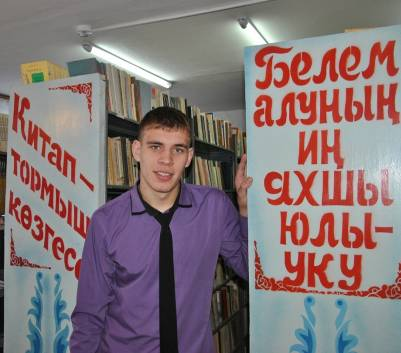 Китап –
тормыш
көзгесе
Белем
алуның
иң
яхшы
юлы-
уку